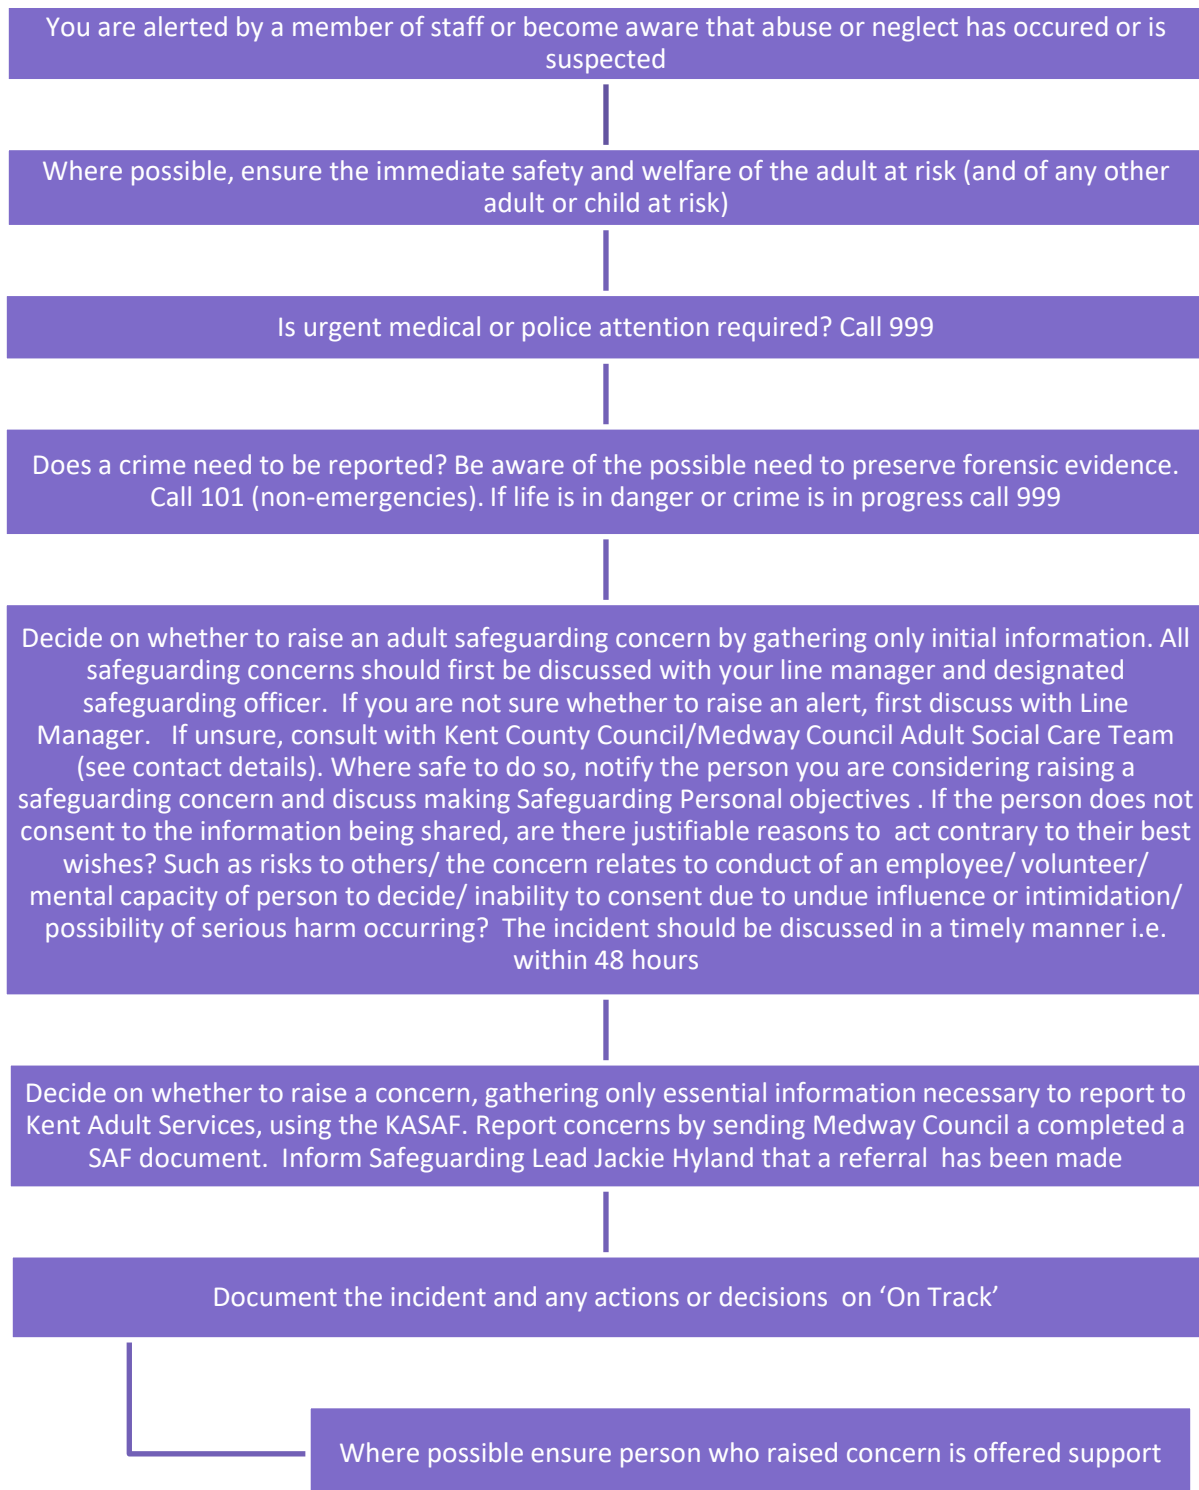 You are alerted by a member of staff or become aware that abuse or neglect has occured or is
suspected
Where possible, ensure the immediate safety and welfare of the adult at risk (and of any other
adult or child at risk)
Is urgent medical or police attention required? Call 999
Does a crime need to be reported? Be aware of the possible need to preserve forensic evidence.
Call 101 (non-emergencies). If life is in danger or crime is in progress call 999
Decide on whether to raise an adult safeguarding concern by gathering only initial information. All
safeguarding concerns should first be discussed with your line manager and designated
safeguarding officer. If you are not sure whether to raise an alert, first discuss with Line
Manager. If unsure, consult with Kent County Council/Medway Council Adult Social Care Team
(see contact details). Where safe to do so, notify the person you are considering raising a
safeguarding concern and discuss making Safeguarding Personal objectives . If the person does not
consent to the information being shared, are there justifiable reasons to act contrary to their best
wishes? Such as risks to others/ the concern relates to conduct of an employee/ volunteer/
mental capacity of person to decide/ inability to consent due to undue influence or intimidation/
possibility of serious harm occurring? The incident should be discussed in a timely manner i.e.
within 48 hours
Decide on whether to raise a concern, gathering only essential information necessary to report to
Kent Adult Services, using the KASAF. Report concerns by sending Medway Council a completed a
SAF document. Inform Safeguarding Lead Jackie Hyland that a referral has been made
Document the incident and any actions or decisions on ‘On Track’
Where possible ensure person who raised concern is offered support